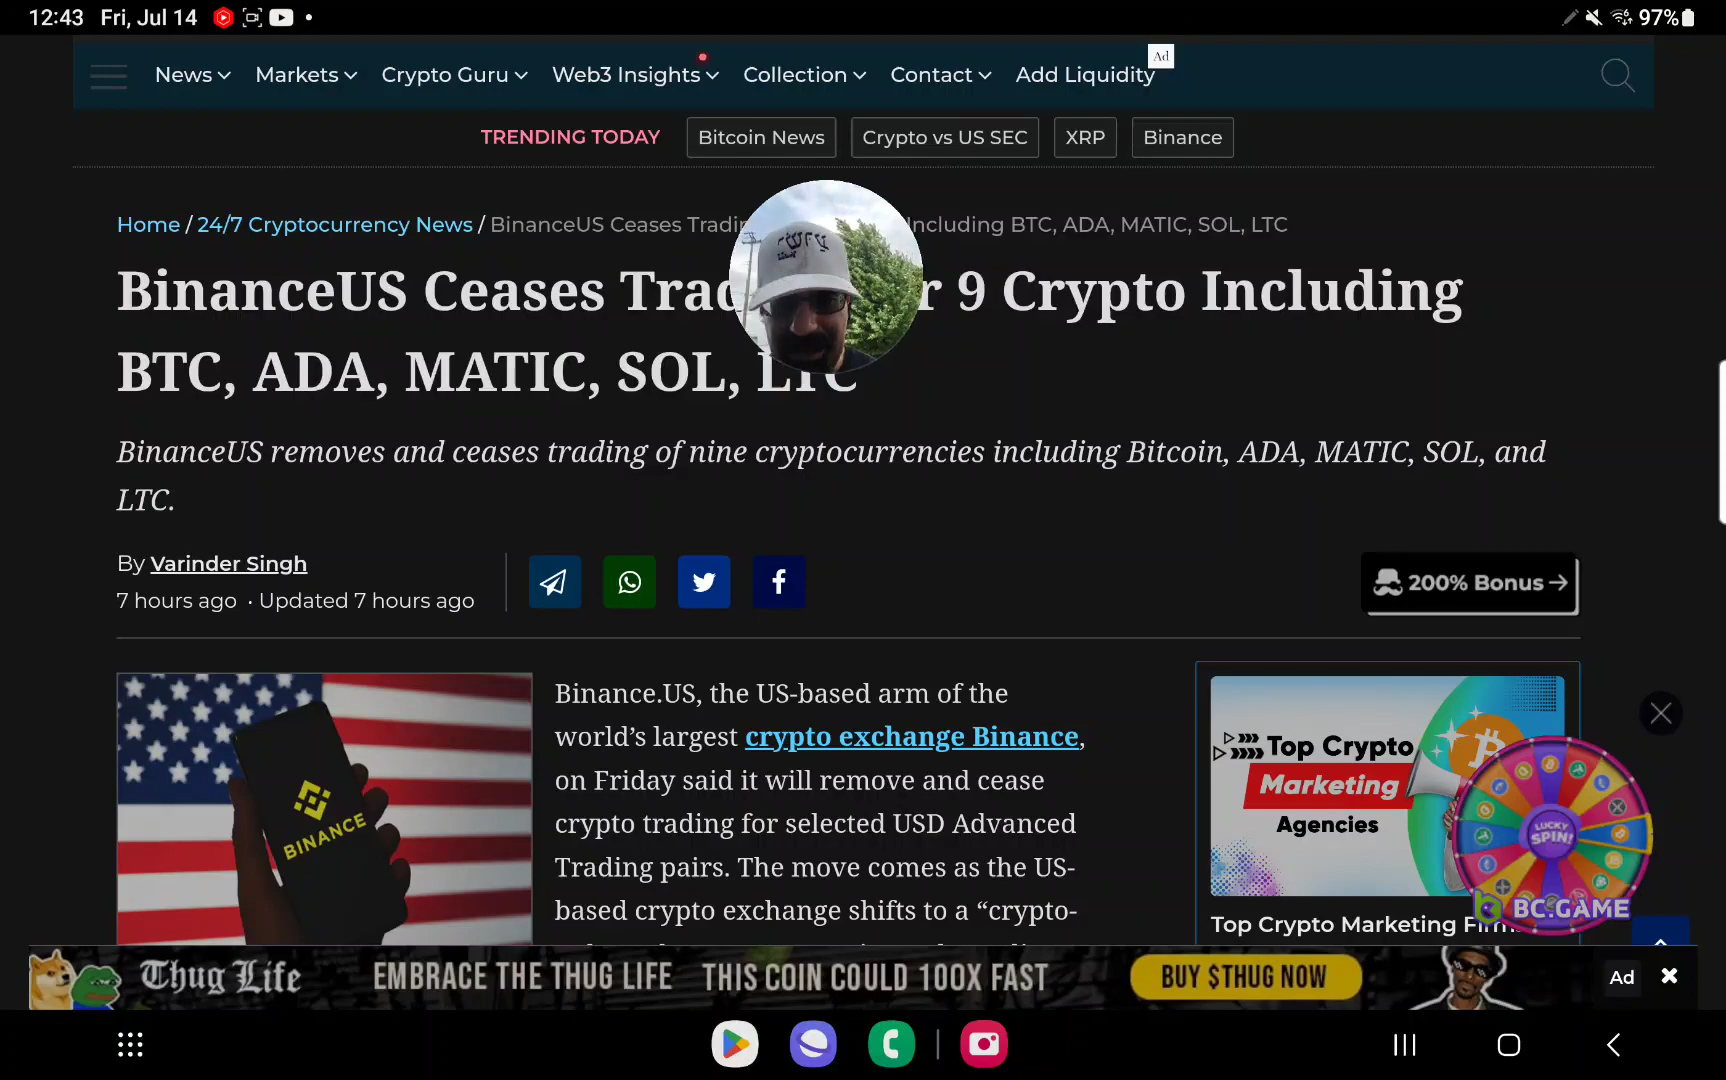 12:43 Fri, Jul 14
97%
News Markets Crypto Guru Web3 Insights Collection Contact Add Liquidity
Ad
TRENDING TODAY Bitcoin News Crypto vs US SEC XRP Binance
Home / 24/7 Cryptocurrency News / BinanceUS Ceases Including BTC, ADA, MATIC, SOL, LTC
BinanceUS Ceases 9 Crypto Including
BTC, ADA, MATIC, SOL, LTC
BinanceUS removes and ceases trading of nine cryptocurrencies including Bitcoin, ADA, MATIC, SOL, and
LTC.
By Varinder Singh
7 hours ago · Updated 7 hours ago
200% Bonus
BINANCE
Binance.US, the US-based arm of the
world’s largest crypto exchange Binance,
on Friday said it will remove and cease
crypto trading for selected USD Advanced
Trading pairs. The move comes as the US-
based crypto exchange shifts to a “crypto-
Top Crypto
Marketing
Agencies
LUCKY
SPIN!
BC.GAME
Top Crypto Marketing
Thug Life EMBRACE THE THUG LIFE THIS COIN COULD 100X FAST BUY $THUG NOW
Ad